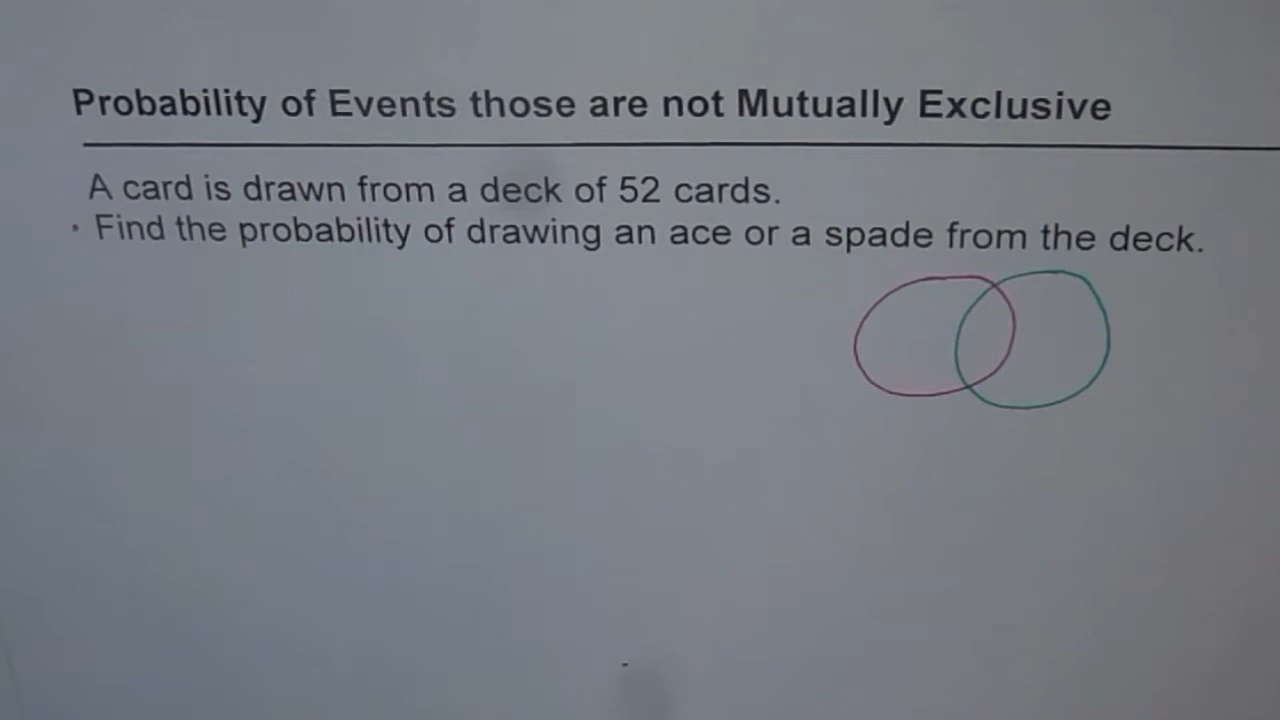 Probability of Events those are not Mutually Exclusive
A card is drawn from a deck of 52 cards.
· Find the probability of drawing an ace or a spade from the deck.